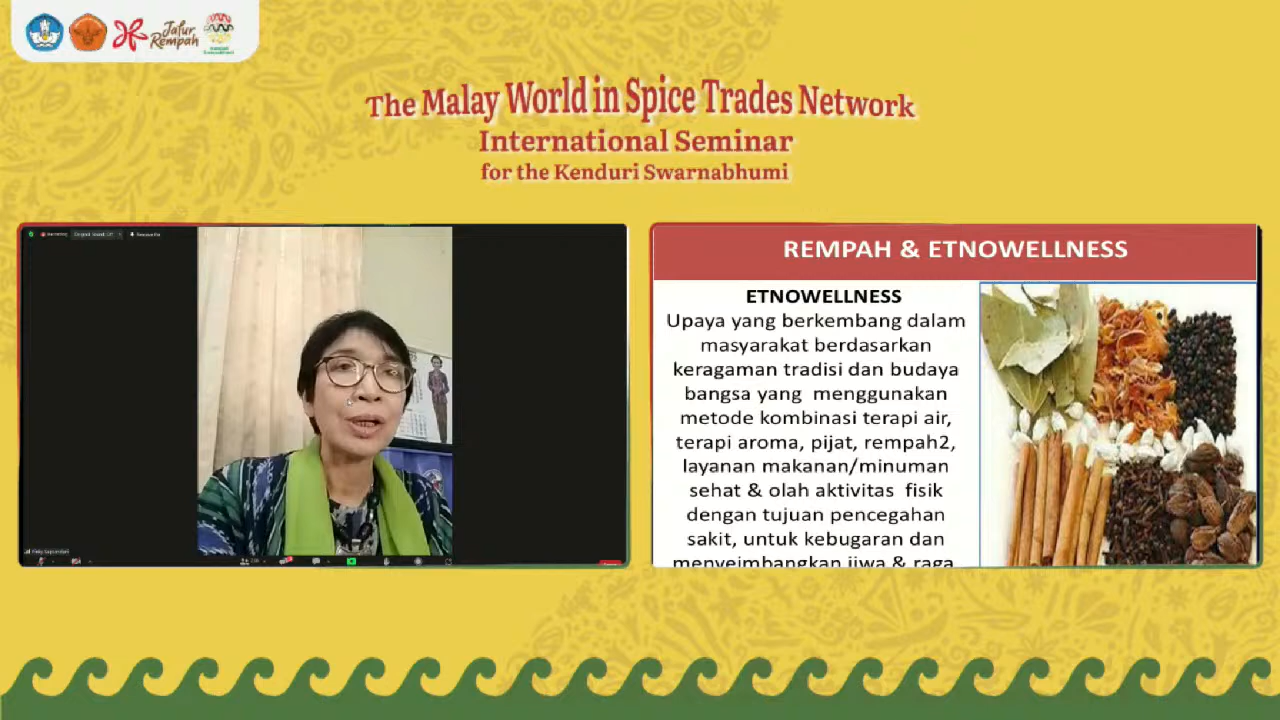 Jalur
Rempah
The Malay World in Spice Trades Network
International Seminar
for the Kenduri Swarnabhumi
REMPAH & ETNOWELLNESS
ETNOWELLNESS
Upaya yang berkembang dalam
masyarakat berdasarkan
keragaman tradisi dan budaya
bangsa yang menggunakan
metode kombinasi terapi air,
terapi aroma, pijat, rempah2,
layanan makanan/minuman
sehat & olah aktivitas fisik
dengan tujuan pencegahan
sakit, untuk kebugaran dan
menyeimbangkan jiwa & raga